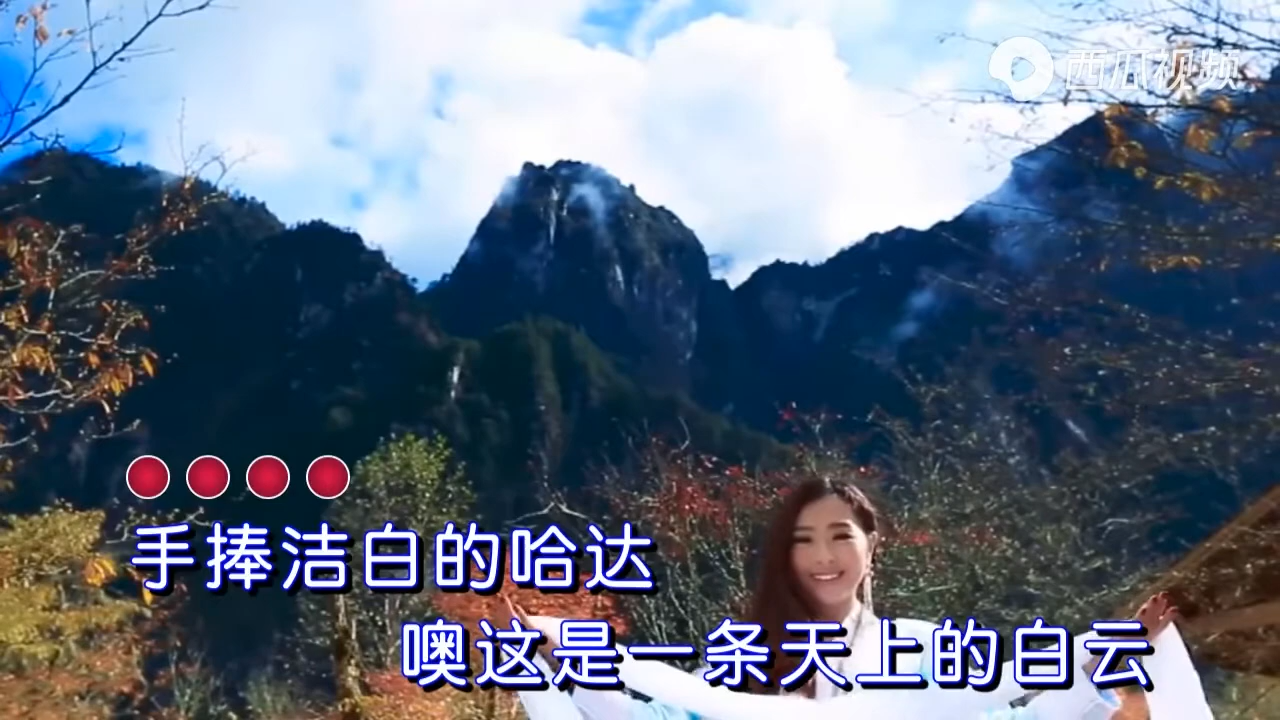 西瓜视频
手捧洁白的哈达
噢这是一条天上的白云